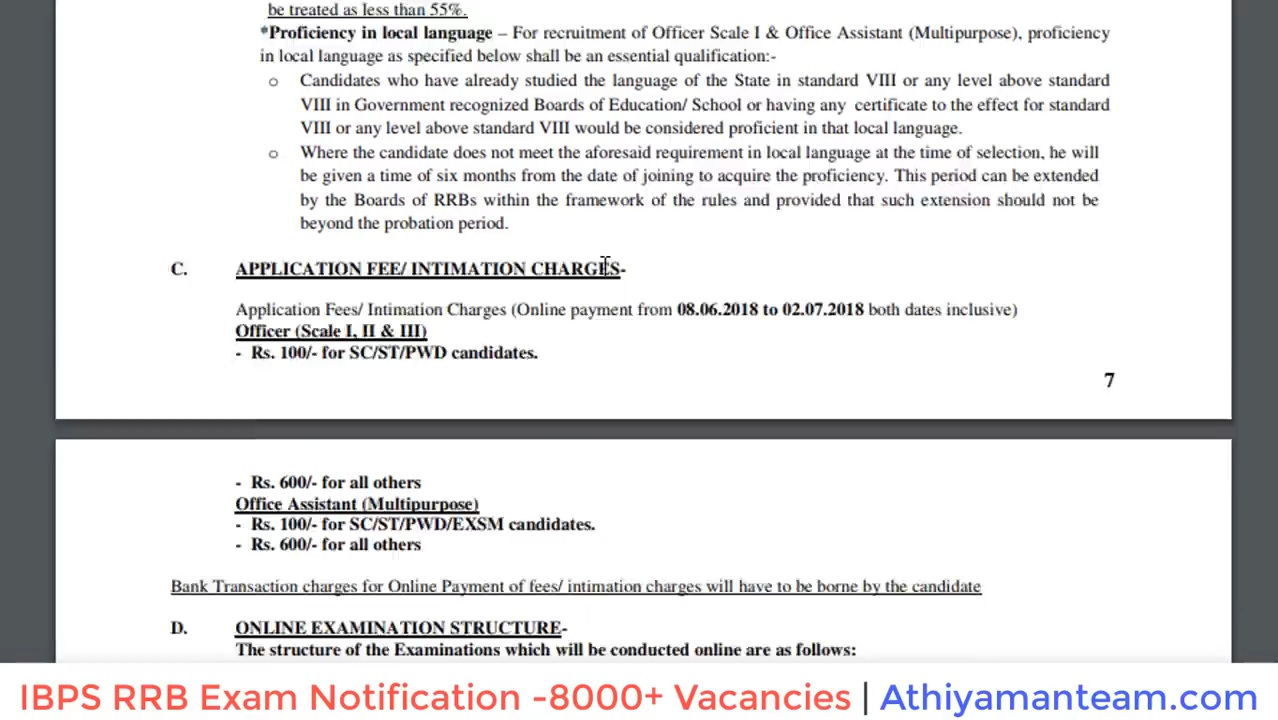 be treated as less than 55%.
*Proficiency in local language – For recruitment of Officer Scale I & Office Assistant (Multipurpose), proficiency
in local language as specified below shall be an essential qualification:-
o Candidates who have already studied the language of the State in standard VIII or any level above standard
VIII in Government recognized Boards of Education/ School or having any certificate to the effect for standard
VIII or any level above standard VIII would be considered proficient in that local language.
o Where the candidate does not meet the aforesaid requirement in local language at the time of selection, he will
be given a time of six months from the date of joining to acquire the proficiency. This period can be extended
by the Boards of RRBs within the framework of the rules and provided that such extension should not be
beyond the probation period.
C. APPLICATION FEE/ INTIMATION CHARGES-
Application Fees/ Intimation Charges (Online payment from 08.06.2018 to 02.07.2018 both dates inclusive)
Officer (Scale I, II & III)
- Rs. 100/- for SC/ST/PWD candidates.
7
- Rs. 600/- for all others
Office Assistant (Multipurpose)
- Rs. 100/- for SC/ST/PWD/EXSM candidates.
- Rs. 600/- for all others
Bank Transaction charges for Online Payment of fees/ intimation charges will have to be borne by the candidate
D. ONLINE EXAMINATION STRUCTURE-
The structure of the Examinations which will be conducted online are as follows:
IBPS RRB Exam Notification -8000+ Vacancies | Athiyamanteam.com